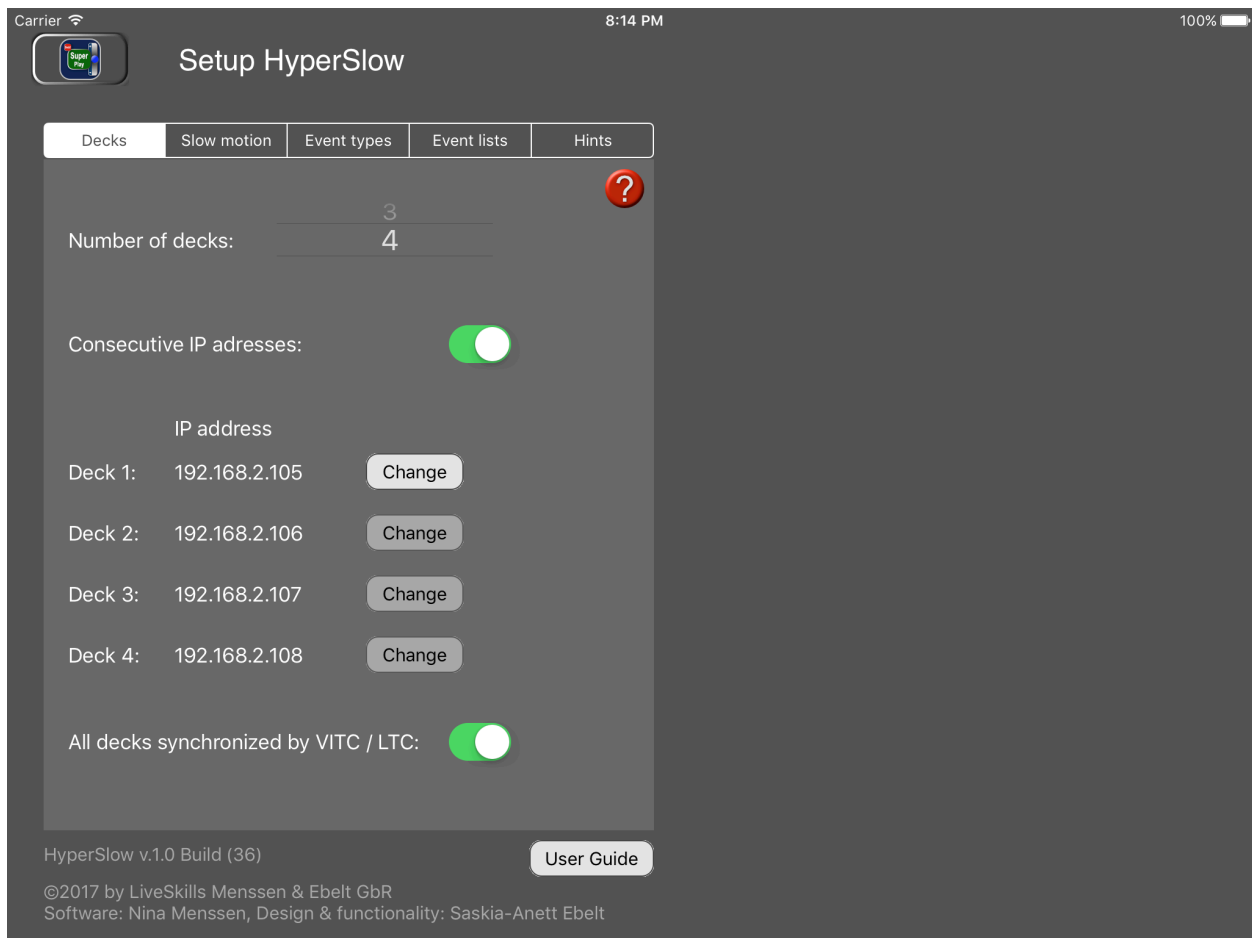 Carrier 8:14 PM 100%
Super
Play
Setup HyperSlow
Decks Slow motion Event types Event lists Hints
?
3
Number of decks: 4
Consecutive IP adresses:
IP address
Deck 1: 192.168.2.105 Change
Deck 2: 192.168.2.106 Change
Deck 3: 192.168.2.107 Change
Deck 4: 192.168.2.108 Change
All decks synchronized by VITC / LTC:
HyperSlow v.1.0 Build (36) User Guide
©2017 by LiveSkills Menssen & Ebelt GbR
Software: Nina Menssen, Design & functionality: Saskia-Anett Ebelt